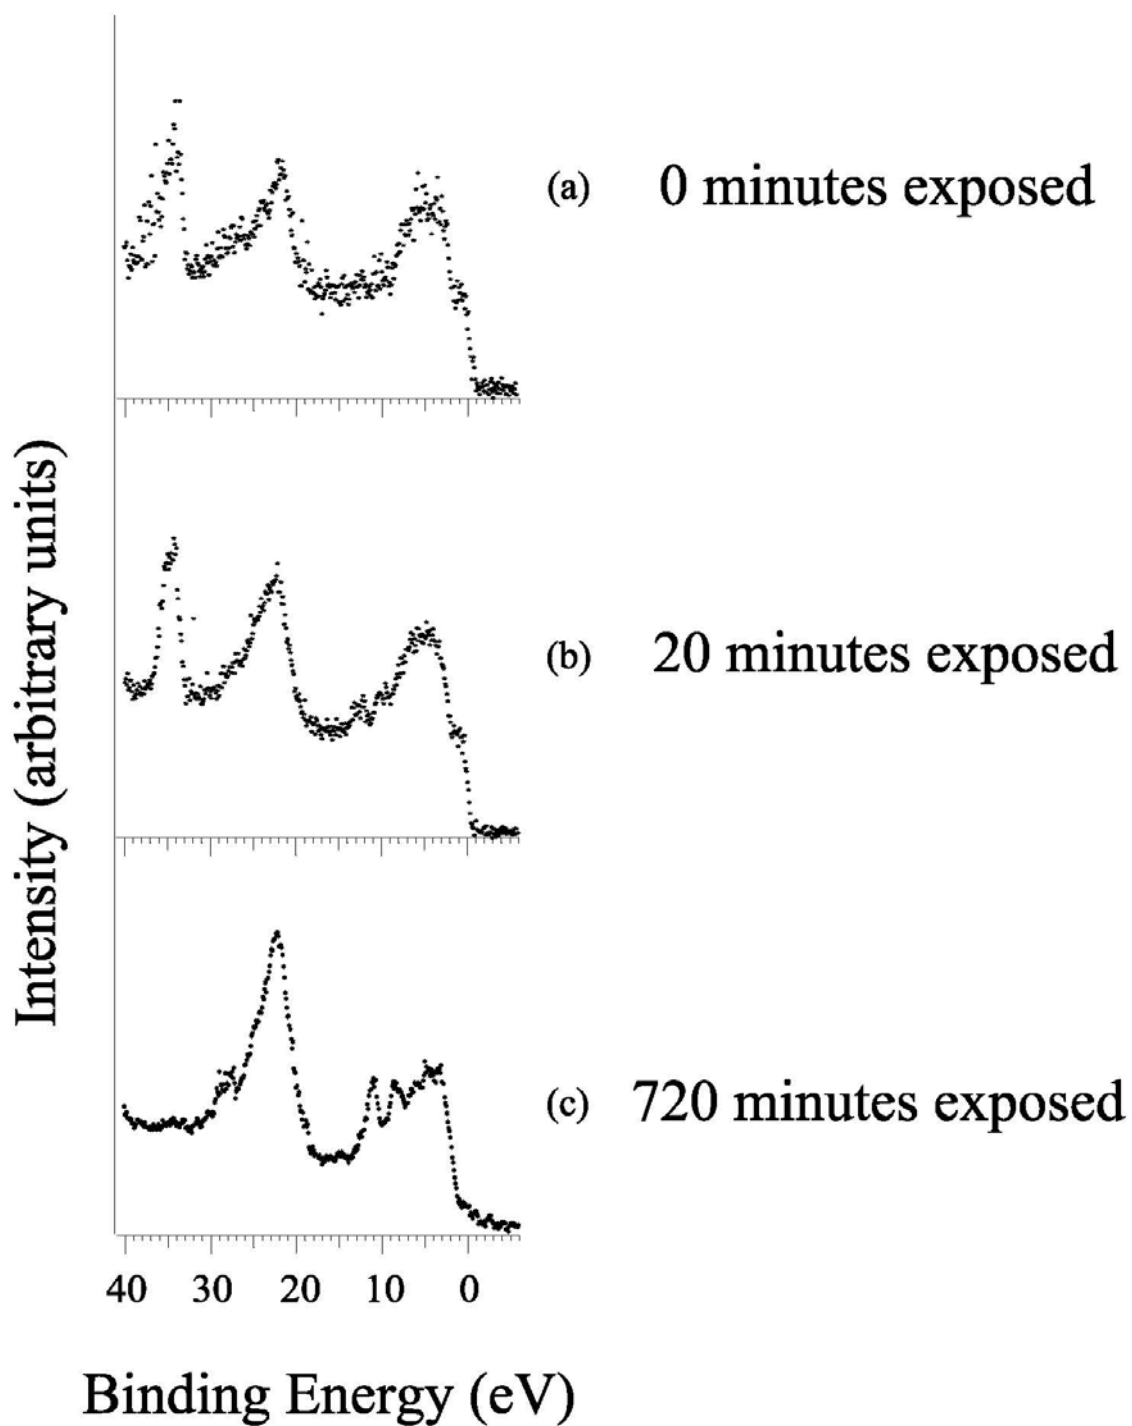 (a) 0 minutes exposed
Intensity (arbitrary units)
(b) 20 minutes exposed
(c) 720 minutes exposed
40 30 20 10 0
Binding Energy (eV)